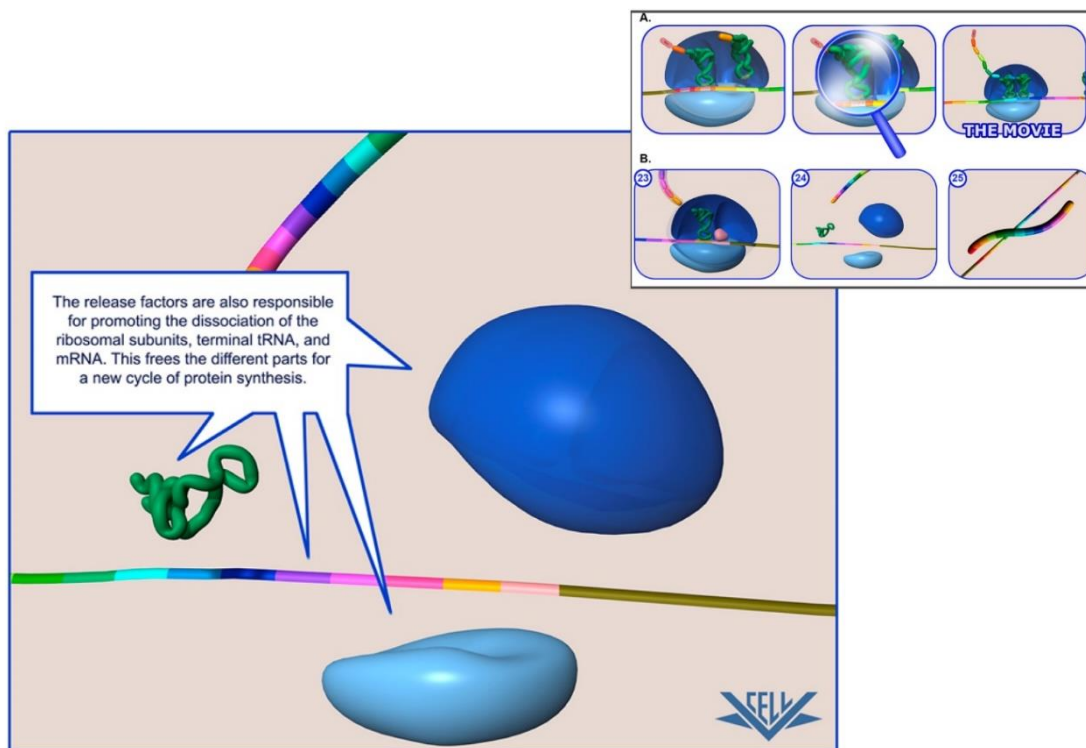 A.
THE MOVIE
B.
23
24
25
The release factors are also responsible
for promoting the dissociation of the
ribosomal subunits, terminal tRNA, and
mRNA. This frees the different parts for
a new cycle of protein synthesis.
VCELL